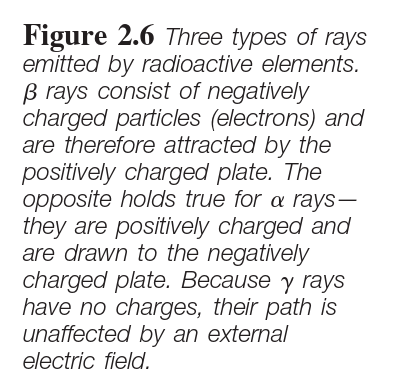 Figure 2.6 Three types of rays
emitted by radioactive elements.
β rays consist of negatively
charged particles (electrons) and
are therefore attracted by the
positively charged plate. The
opposite holds true for α rays—
they are positively charged and
are drawn to the negatively
charged plate. Because γ rays
have no charges, their path is
unaffected by an external
electric field.